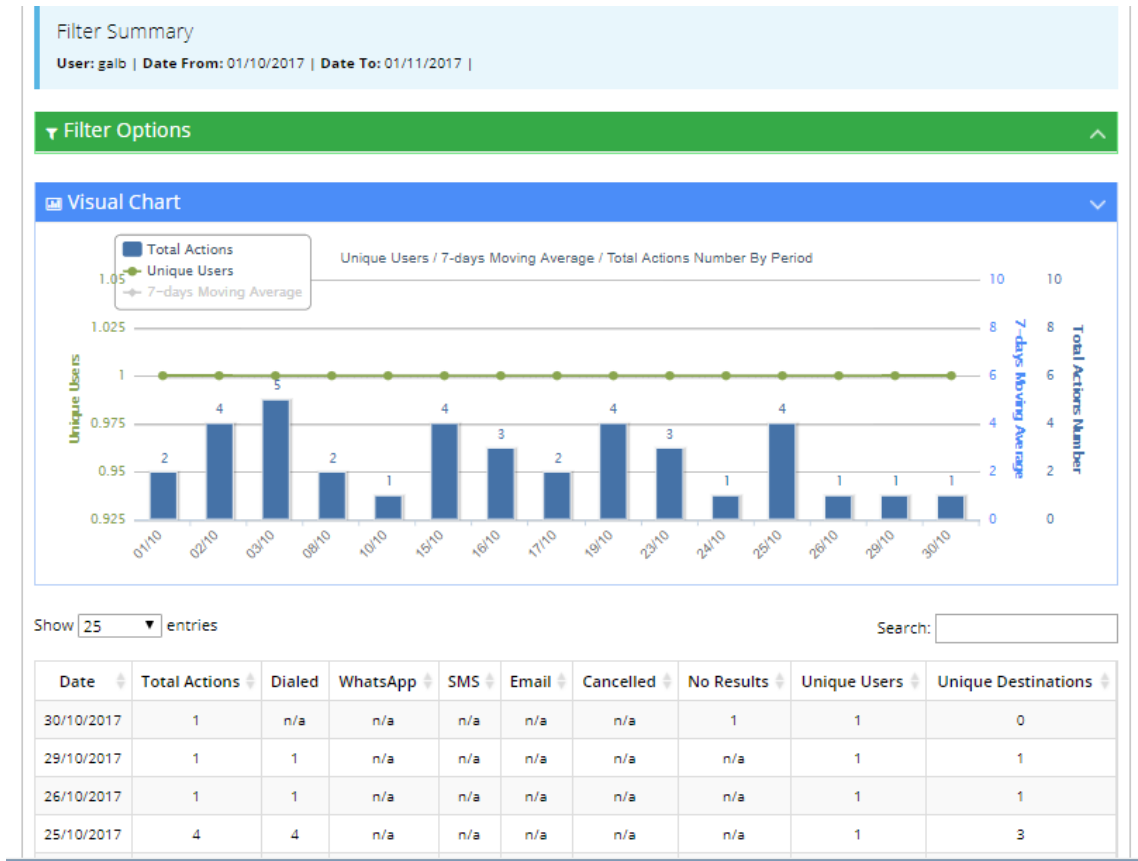 Filter Summary
User: galb | Date From: 01/10/2017 | Date To: 01/11/2017 |
Filter Options
Visual Chart
Total Actions
Unique Users
7-days Moving Average
Unique Users / 7-days Moving Average / Total Actions Number By Period
1.05
1.025
1
0.975
0.95
0.925
Unique Users
10
8
6
4
2
0
7-days Moving Average
10
8
6
4
2
0
Total Actions Number
2 4 5 2 1 4 3 2 4 3 1 4 1 1 1
01/10 02/10 03/10 08/10 10/10 15/10 16/10 17/10 19/10 23/10 24/10 25/10 26/10 29/10 30/10
Show 25 entries Search:
Date Total Actions Dialed WhatsApp SMS Email Cancelled No Results Unique Users Unique Destinations
30/10/2017 1 n/a n/a n/a n/a n/a 1 1 0
29/10/2017 1 1 n/a n/a n/a n/a n/a 1 1
26/10/2017 1 1 n/a n/a n/a n/a n/a 1 1
25/10/2017 4 4 n/a n/a n/a n/a n/a 1 3